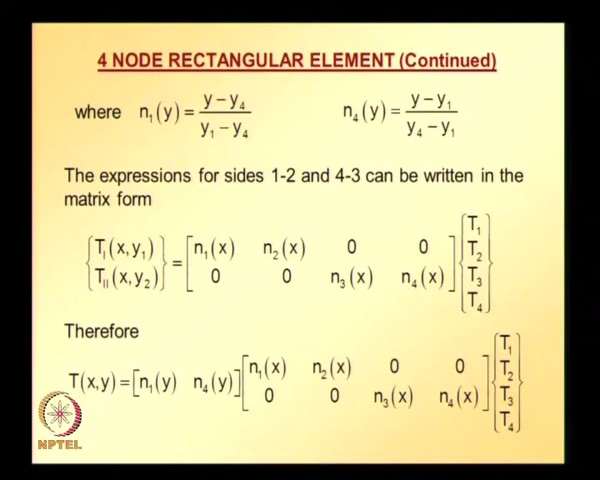 4 NODE RECTANGULAR ELEMENT (Continued)
where n₁(y) = (y − y₄)/(y₁ − y₄)    n₄(y) = (y − y₁)/(y₄ − y₁)
The expressions for sides 1-2 and 4-3 can be written in the
matrix form
{T_I(x,y₁); T_II(x,y₂)} = [n₁(x) n₂(x) 0 0; 0 0 n₃(x) n₄(x)] {T₁; T₂; T₃; T₄}
Therefore
T(x,y) = [n₁(y) n₄(y)] [n₁(x) n₂(x) 0 0; 0 0 n₃(x) n₄(x)] {T₁; T₂; T₃; T₄}
NPTEL